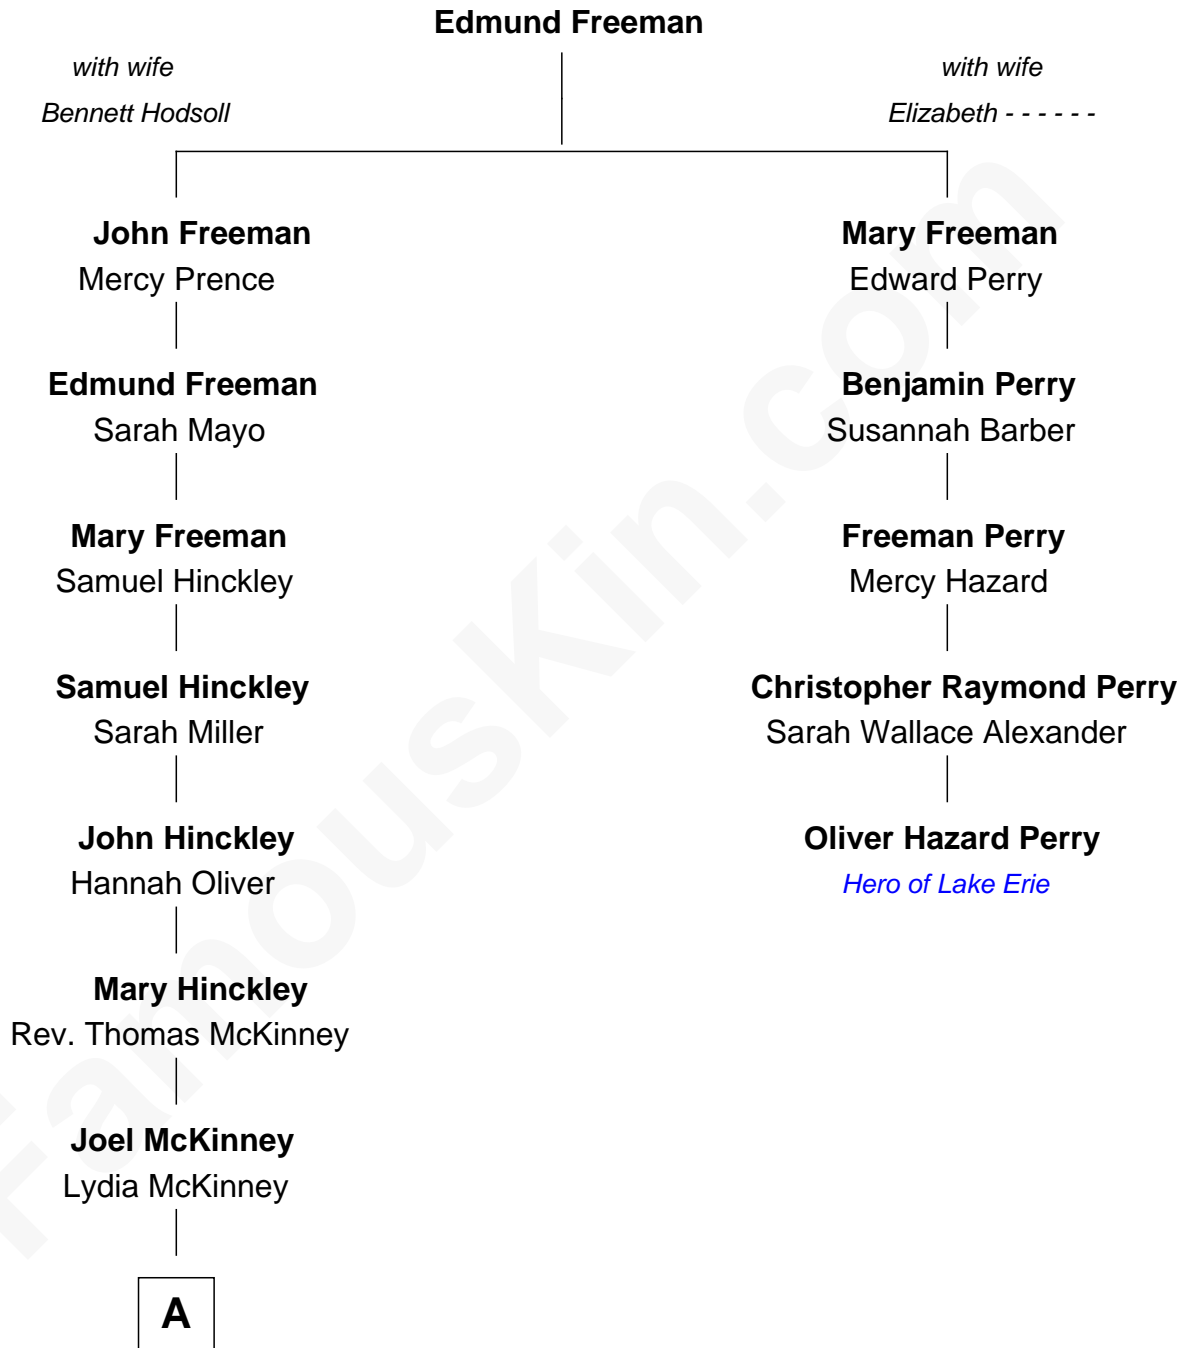 Edmund Freeman
with wife
Bennett Hodsoll
with wife
Elizabeth - - - - - -
John Freeman
Mercy Prence
Mary Freeman
Edward Perry
Edmund Freeman
Sarah Mayo
Benjamin Perry
Susannah Barber
Mary Freeman
Samuel Hinckley
Freeman Perry
Mercy Hazard
Samuel Hinckley
Sarah Miller
Christopher Raymond Perry
Sarah Wallace Alexander
John Hinckley
Hannah Oliver
Oliver Hazard Perry
Hero of Lake Erie
Mary Hinckley
Rev. Thomas McKinney
Joel McKinney
Lydia McKinney
A
FamousKin.com